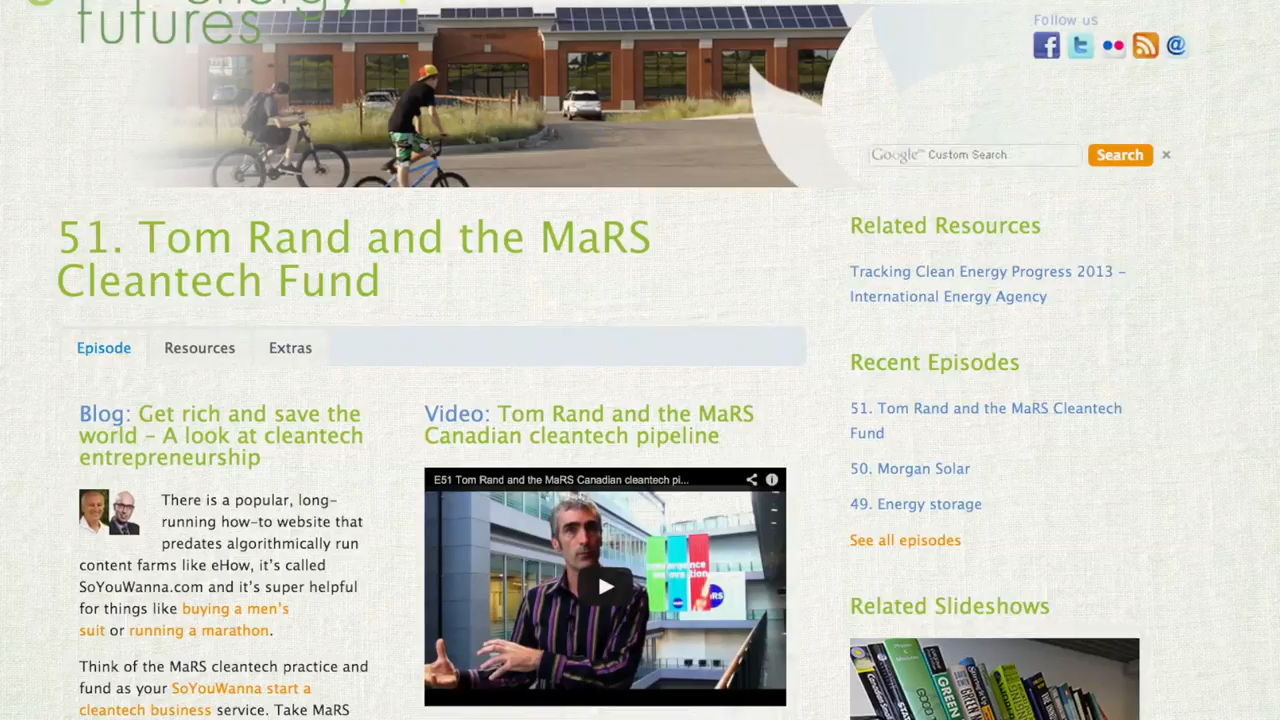 energy
futures
Follow us
Google™ Custom Search
Search
×
51. Tom Rand and the MaRS
Cleantech Fund
Episode
Resources
Extras
Blog: Get rich and save the
world – A look at cleantech
entrepreneurship
There is a popular, long-
running how-to website that
predates algorithmically run
content farms like eHow, it's called
SoYouWanna.com and it's super helpful
for things like buying a men's
suit or running a marathon.
Think of the MaRS cleantech practice and
fund as your SoYouWanna start a
cleantech business service. Take MaRS
Video: Tom Rand and the MaRS
Canadian cleantech pipeline
E51 Tom Rand and the MaRS Canadian cleantech pi...
Related Resources
Tracking Clean Energy Progress 2013 –
International Energy Agency
Recent Episodes
51. Tom Rand and the MaRS Cleantech
Fund
50. Morgan Solar
49. Energy storage
See all episodes
Related Slideshows
GREEN